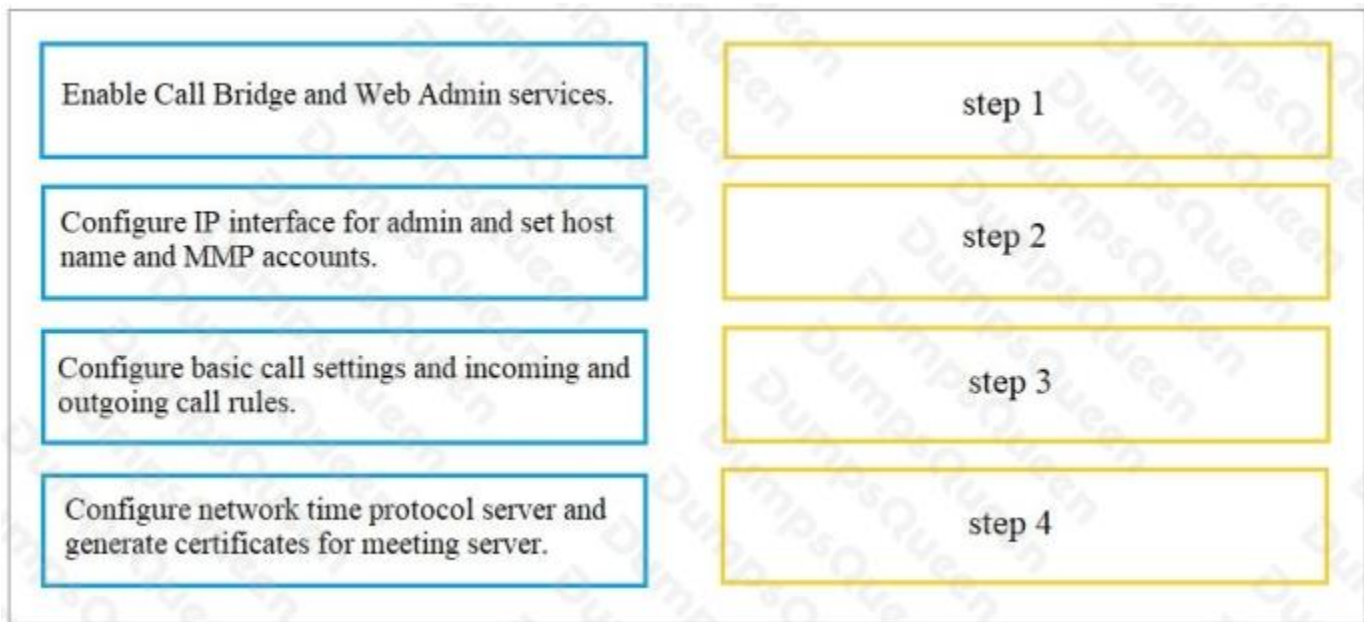 Enable Call Bridge and Web Admin services.
step 1
Configure IP interface for admin and set host
name and MMP accounts.
step 2
Configure basic call settings and incoming and
outgoing call rules.
step 3
Configure network time protocol server and
generate certificates for meeting server.
step 4
DumpsQueen